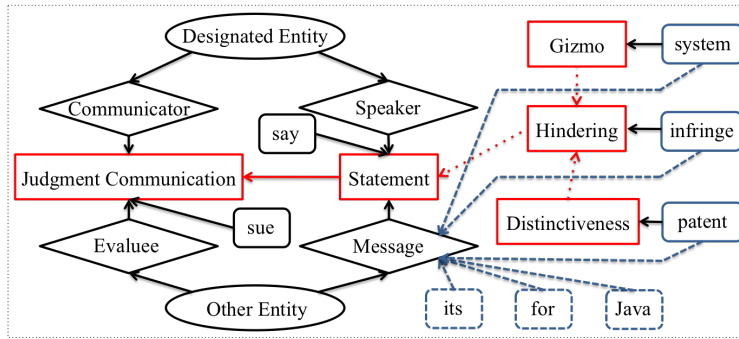 Designated Entity
Gizmo
system
Communicator
Speaker
say
Hindering
infringe
Judgment Communication
Statement
Distinctiveness
patent
sue
Evaluee
Message
Other Entity
its
for
Java